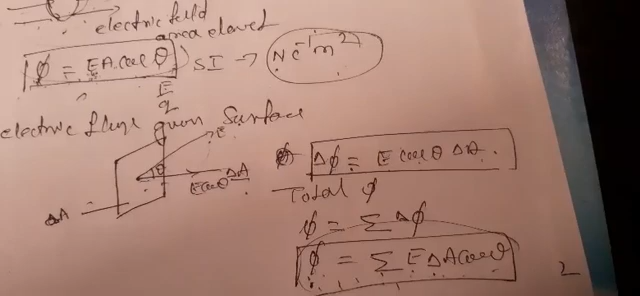 electric field
area element
ϕ = EA cos θ SI → N c⁻¹ m²
E
q
electric flux given Surface
E
θ
E cos θ ΔA
ΔA
Δϕ = E cos θ ΔA.
Total ϕ
ϕ = Σ Δϕ
ϕ = Σ E ΔA cos θ
2